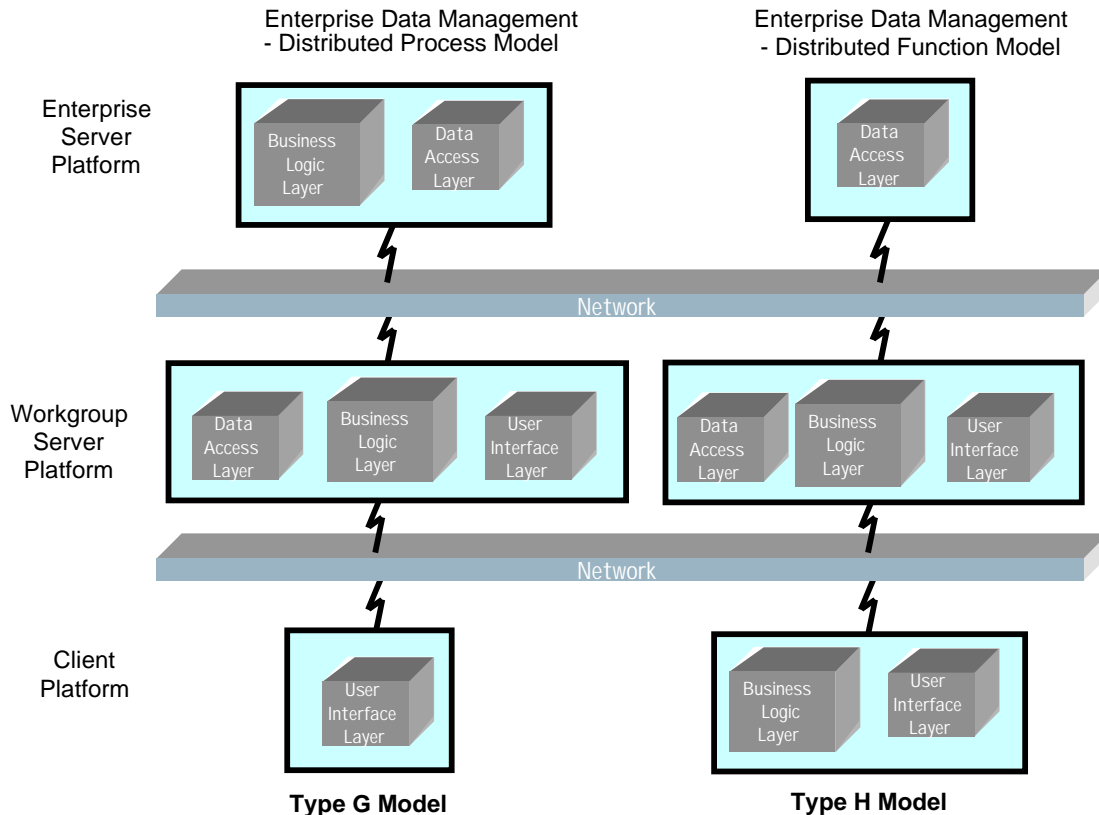 Enterprise Data Management
- Distributed Process Model
Enterprise Data Management
- Distributed Function Model
Enterprise
Server
Platform
Business
Logic
Layer
Data
Access
Layer
Data
Access
Layer
Network
Workgroup
Server
Platform
Data
Access
Layer
Business
Logic
Layer
User
Interface
Layer
Data
Access
Layer
Business
Logic
Layer
User
Interface
Layer
Network
Client
Platform
User
Interface
Layer
Business
Logic
Layer
User
Interface
Layer
Type G Model
Type H Model